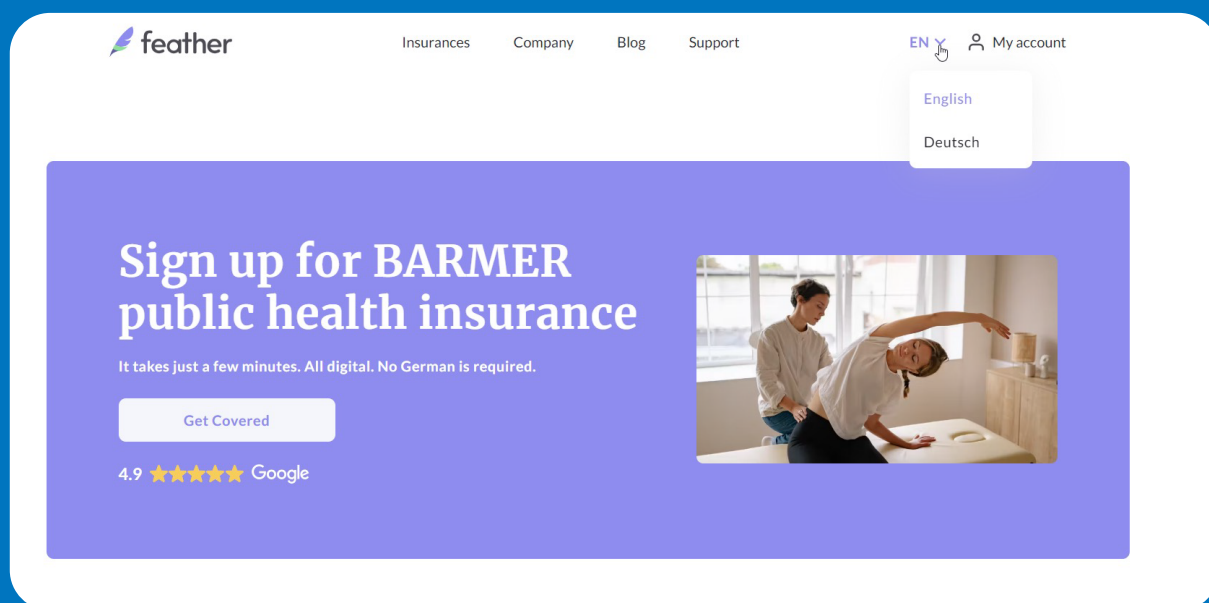 feather
Insurances Company Blog Support EN My account
English
Deutsch
Sign up for BARMER
public health insurance
It takes just a few minutes. All digital. No German is required.
Get Covered
4.9 Google